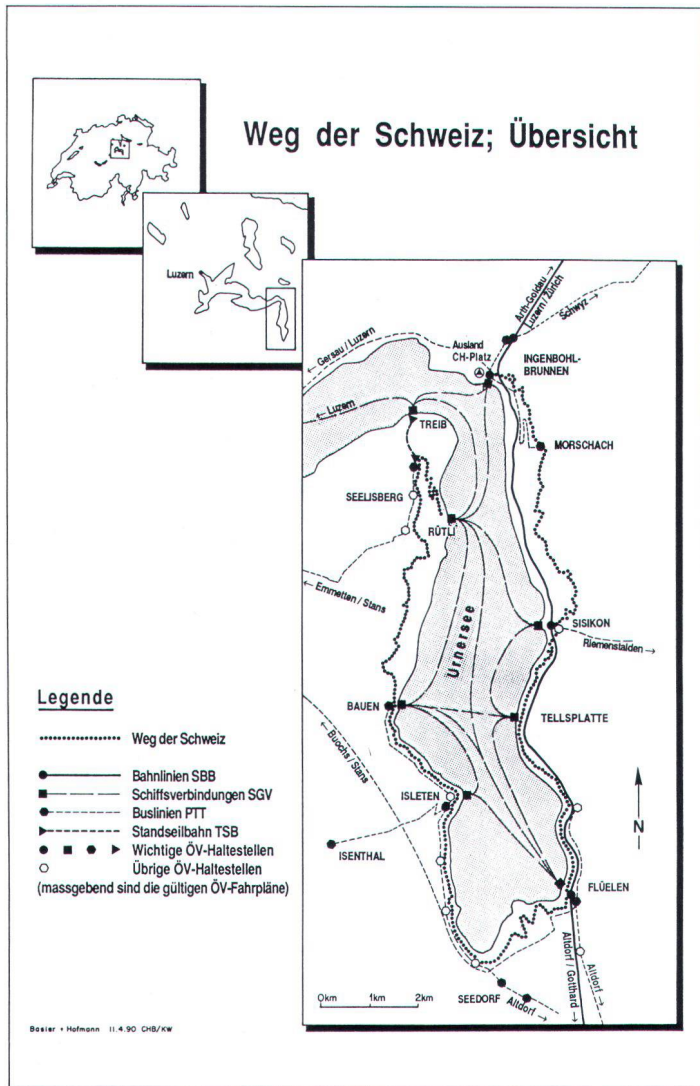 Weg der Schweiz; Übersicht
Luzern
Arth-Goldau
Luzern / Zürich
Schwyz →
← Gersau / Luzern
Ausland
CH-Platz
INGENBOHL-
BRUNNEN
← Luzern
TREIB
MORSCHACH
SEELISBERG
RÜTLI
← Emmetten / Stans
Urnersee
SISIKON
Riemenstalden →
BAUEN
TELLSPLATTE
← Buochs / Stans
ISLETEN
N
ISENTHAL
FLÜELEN
Altdorf / Gotthard →
Altdorf →
SEEDORF
Altdorf →
0km 1km 2km
Legende
Weg der Schweiz
Bahnlinien SBB
Schiffsverbindungen SGV
Buslinien PTT
Standseilbahn TSB
Wichtige ÖV-Haltestellen
Übrige ÖV-Haltestellen
(massgebend sind die gültigen ÖV-Fahrpläne)
Basler + Hofmann 11.4.90 CHB/KW